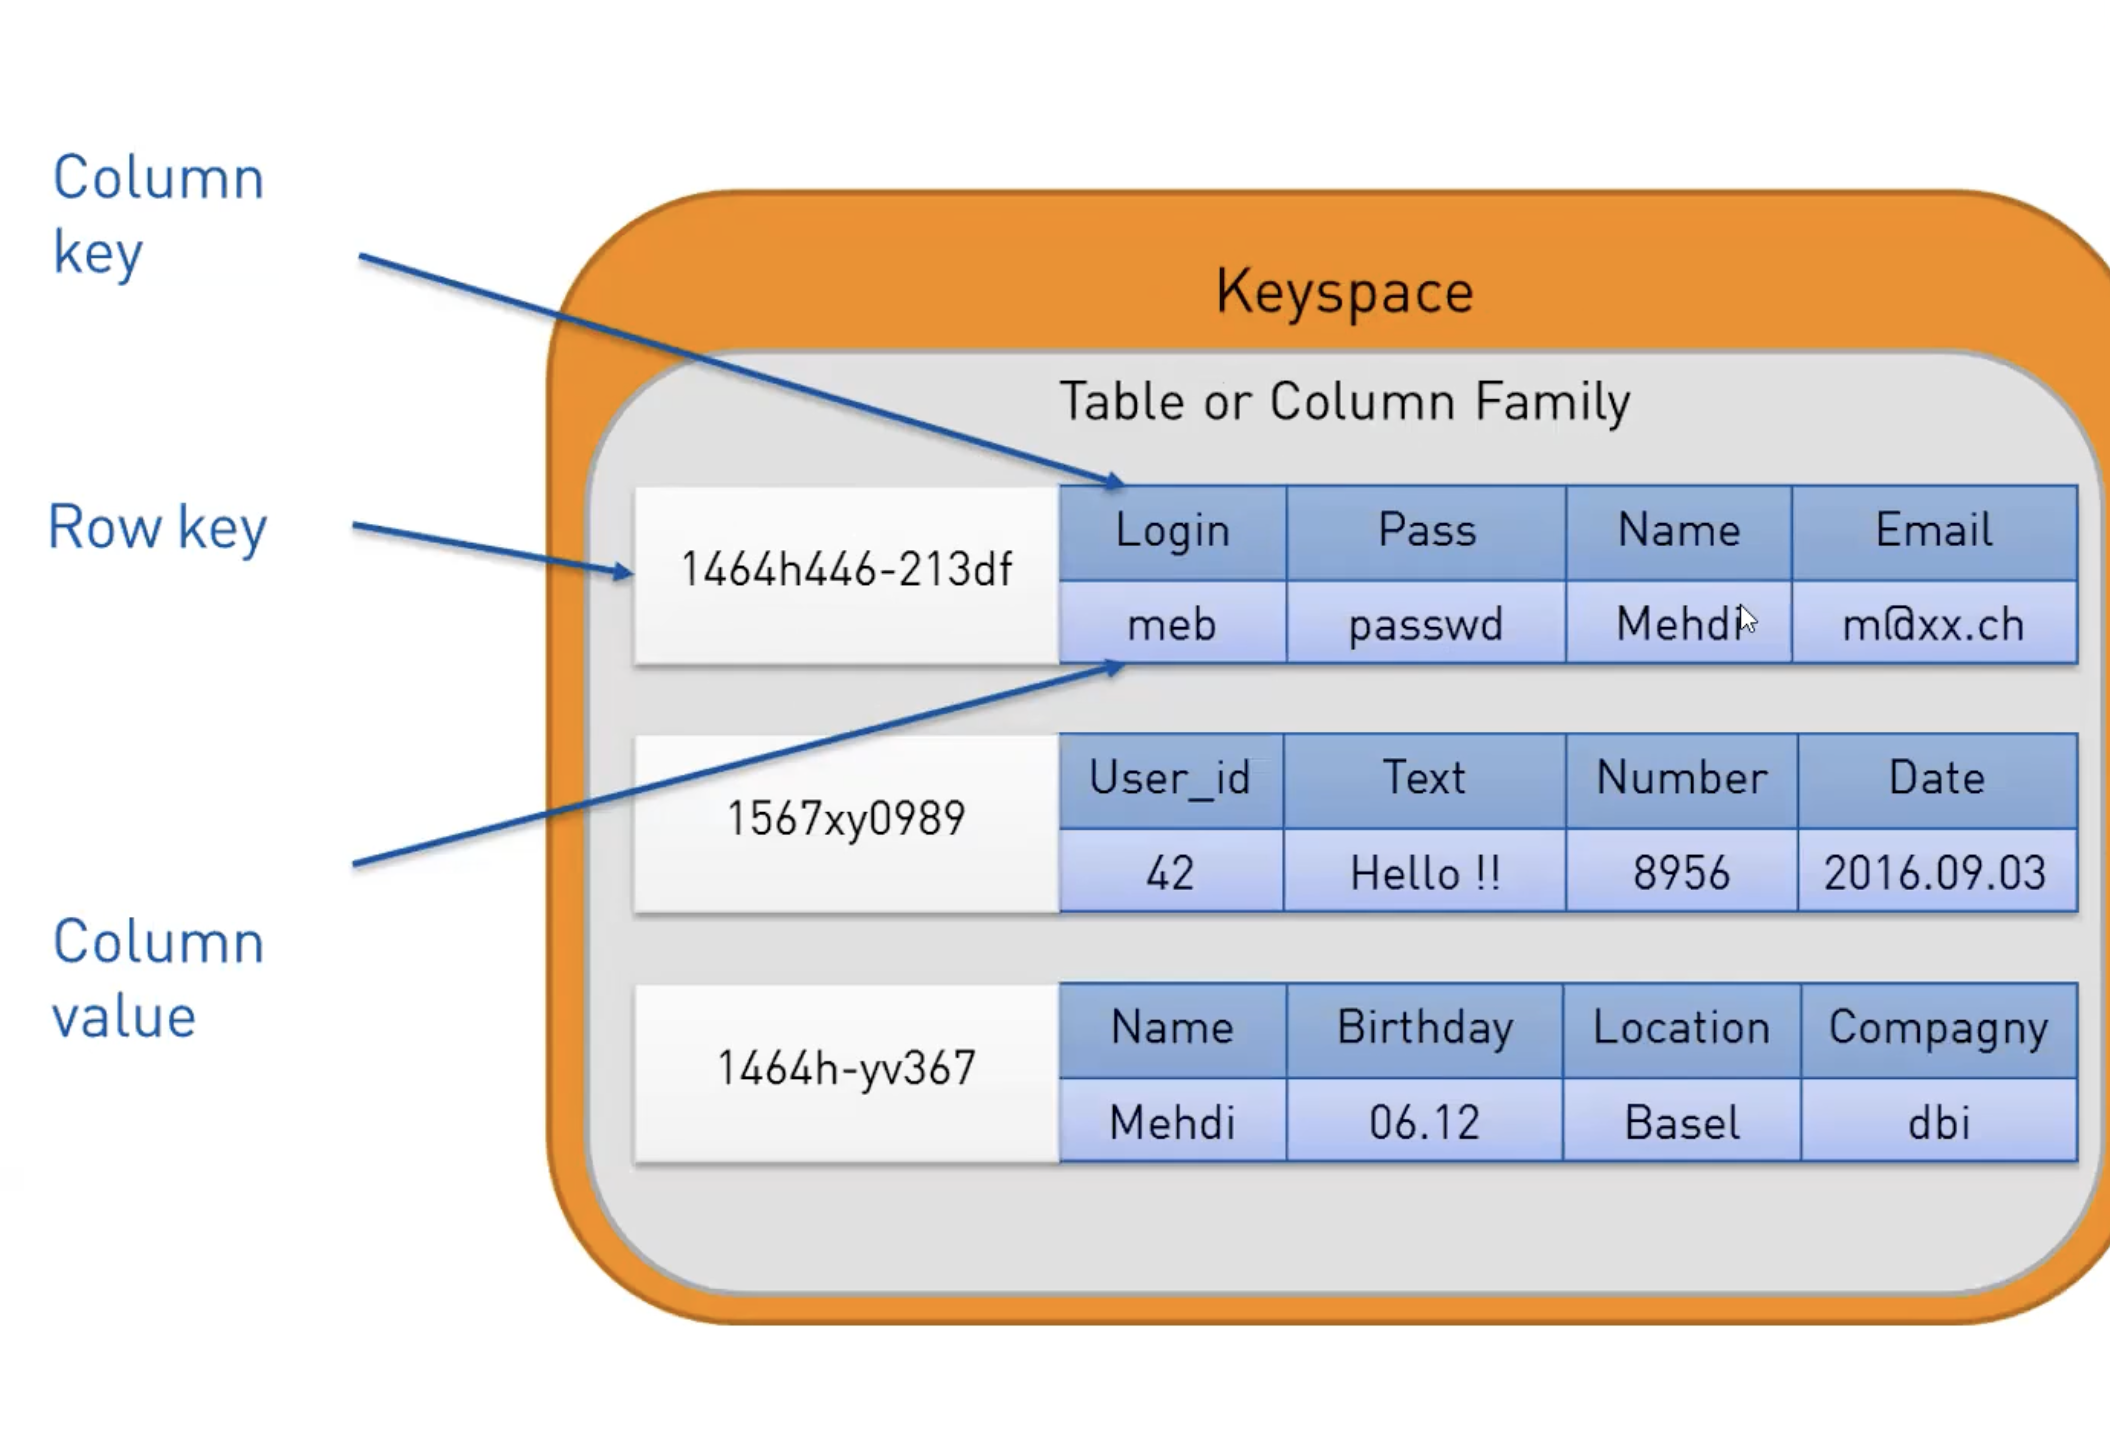 Column
key
Keyspace
Table or Column Family
Row key
1464h446-213df
Login Pass Name Email
meb passwd Mehdi m@xx.ch
1567xy0989
User_id Text Number Date
42 Hello !! 8956 2016.09.03
Column
value
1464h-yv367
Name Birthday Location Compagny
Mehdi 06.12 Basel dbi